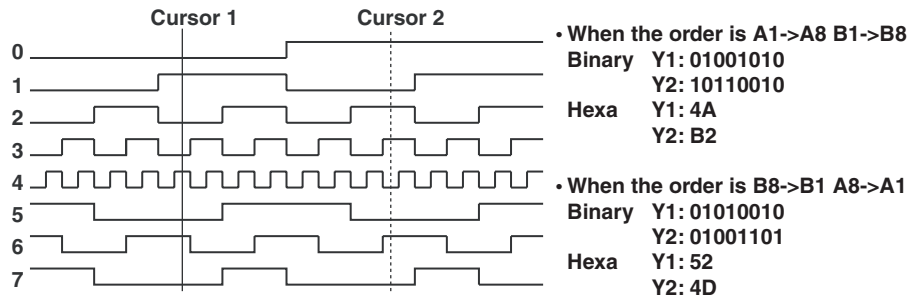 Cursor 1 Cursor 2
0
1
2
3
4
5
6
7
• When the order is A1->A8 B1->B8
Binary Y1: 01001010
Y2: 10110010
Hexa Y1: 4A
Y2: B2
• When the order is B8->B1 A8->A1
Binary Y1: 01010010
Y2: 01001101
Hexa Y1: 52
Y2: 4D